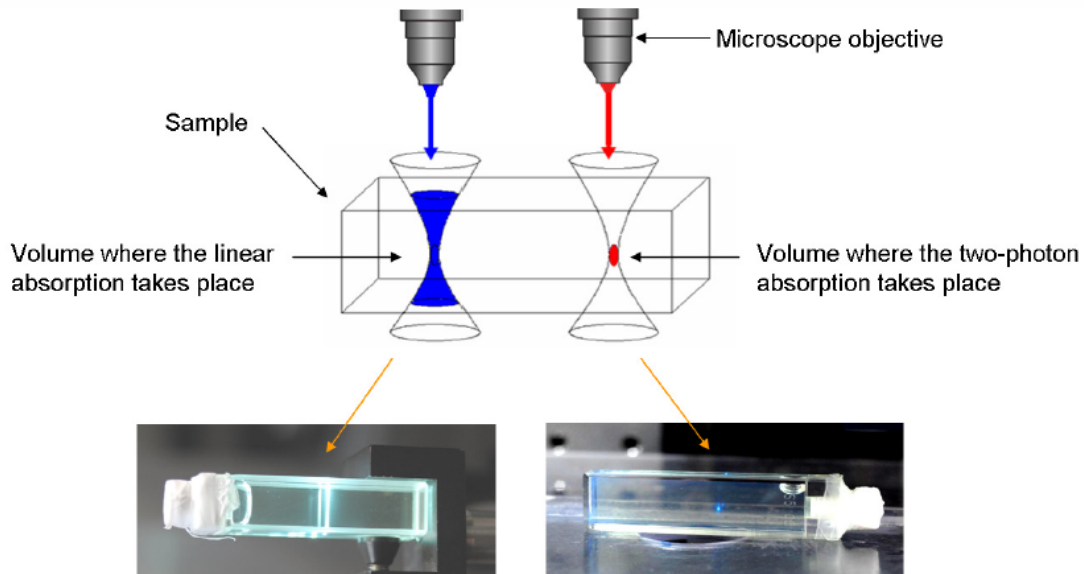 Microscope objective
Sample
Volume where the linear
absorption takes place
Volume where the two-photon
absorption takes place